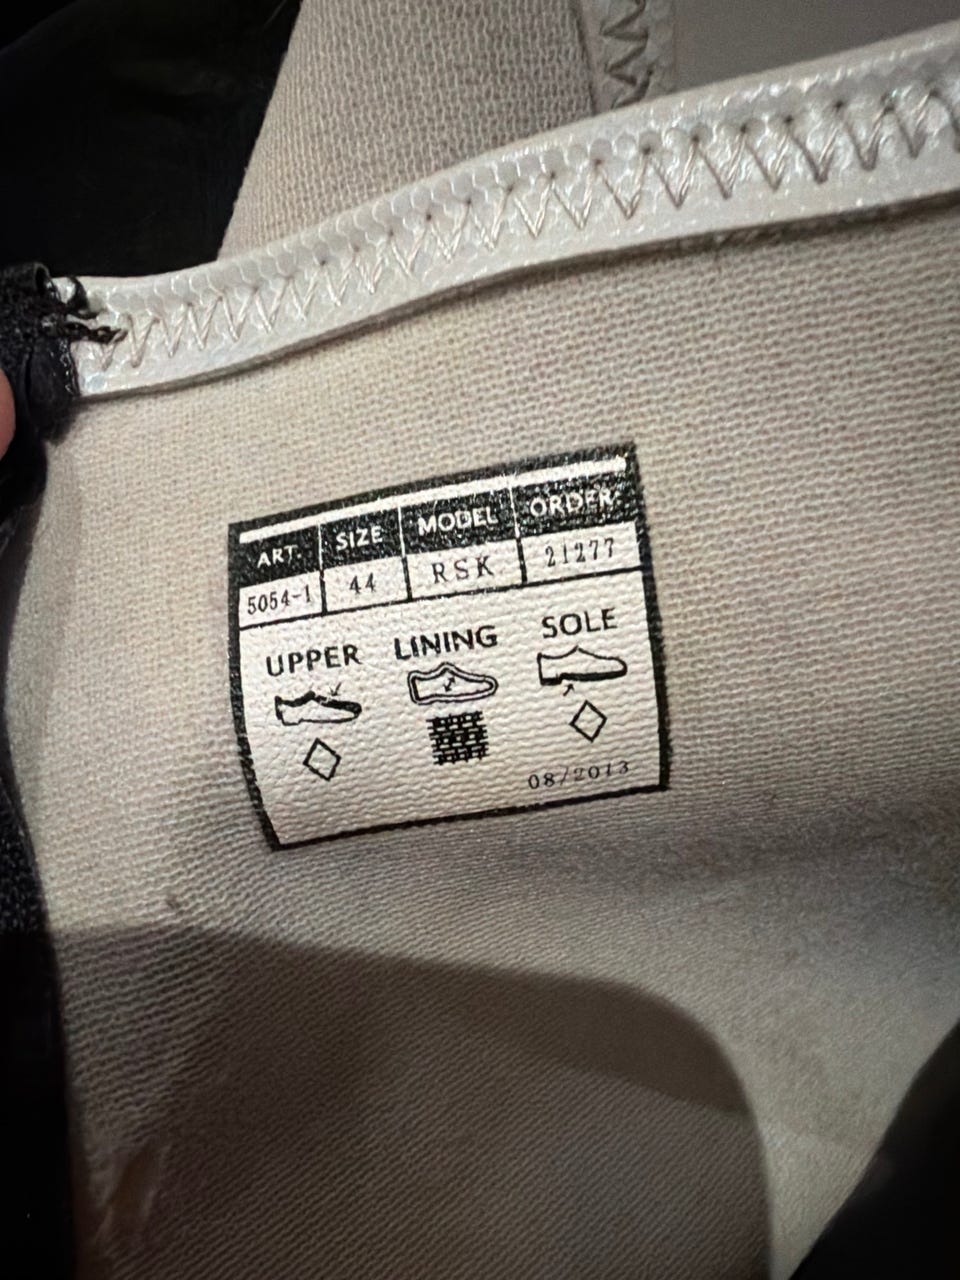 ART. SIZE MODEL ORDER
5054-1 44 RSK 21277
UPPER LINING SOLE
08/2013